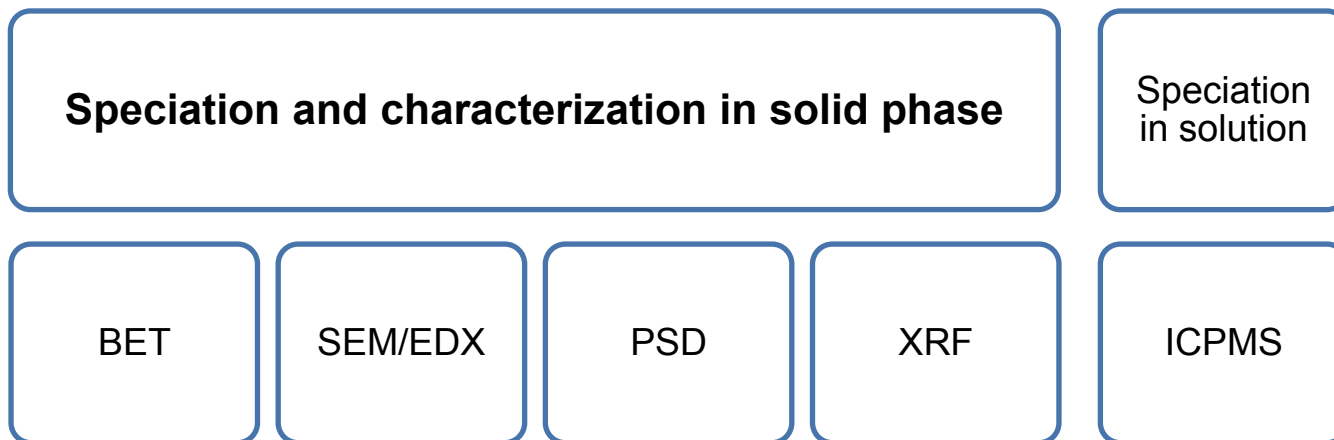 Speciation and characterization in solid phase
Speciation
in solution
BET
SEM/EDX
PSD
XRF
ICPMS